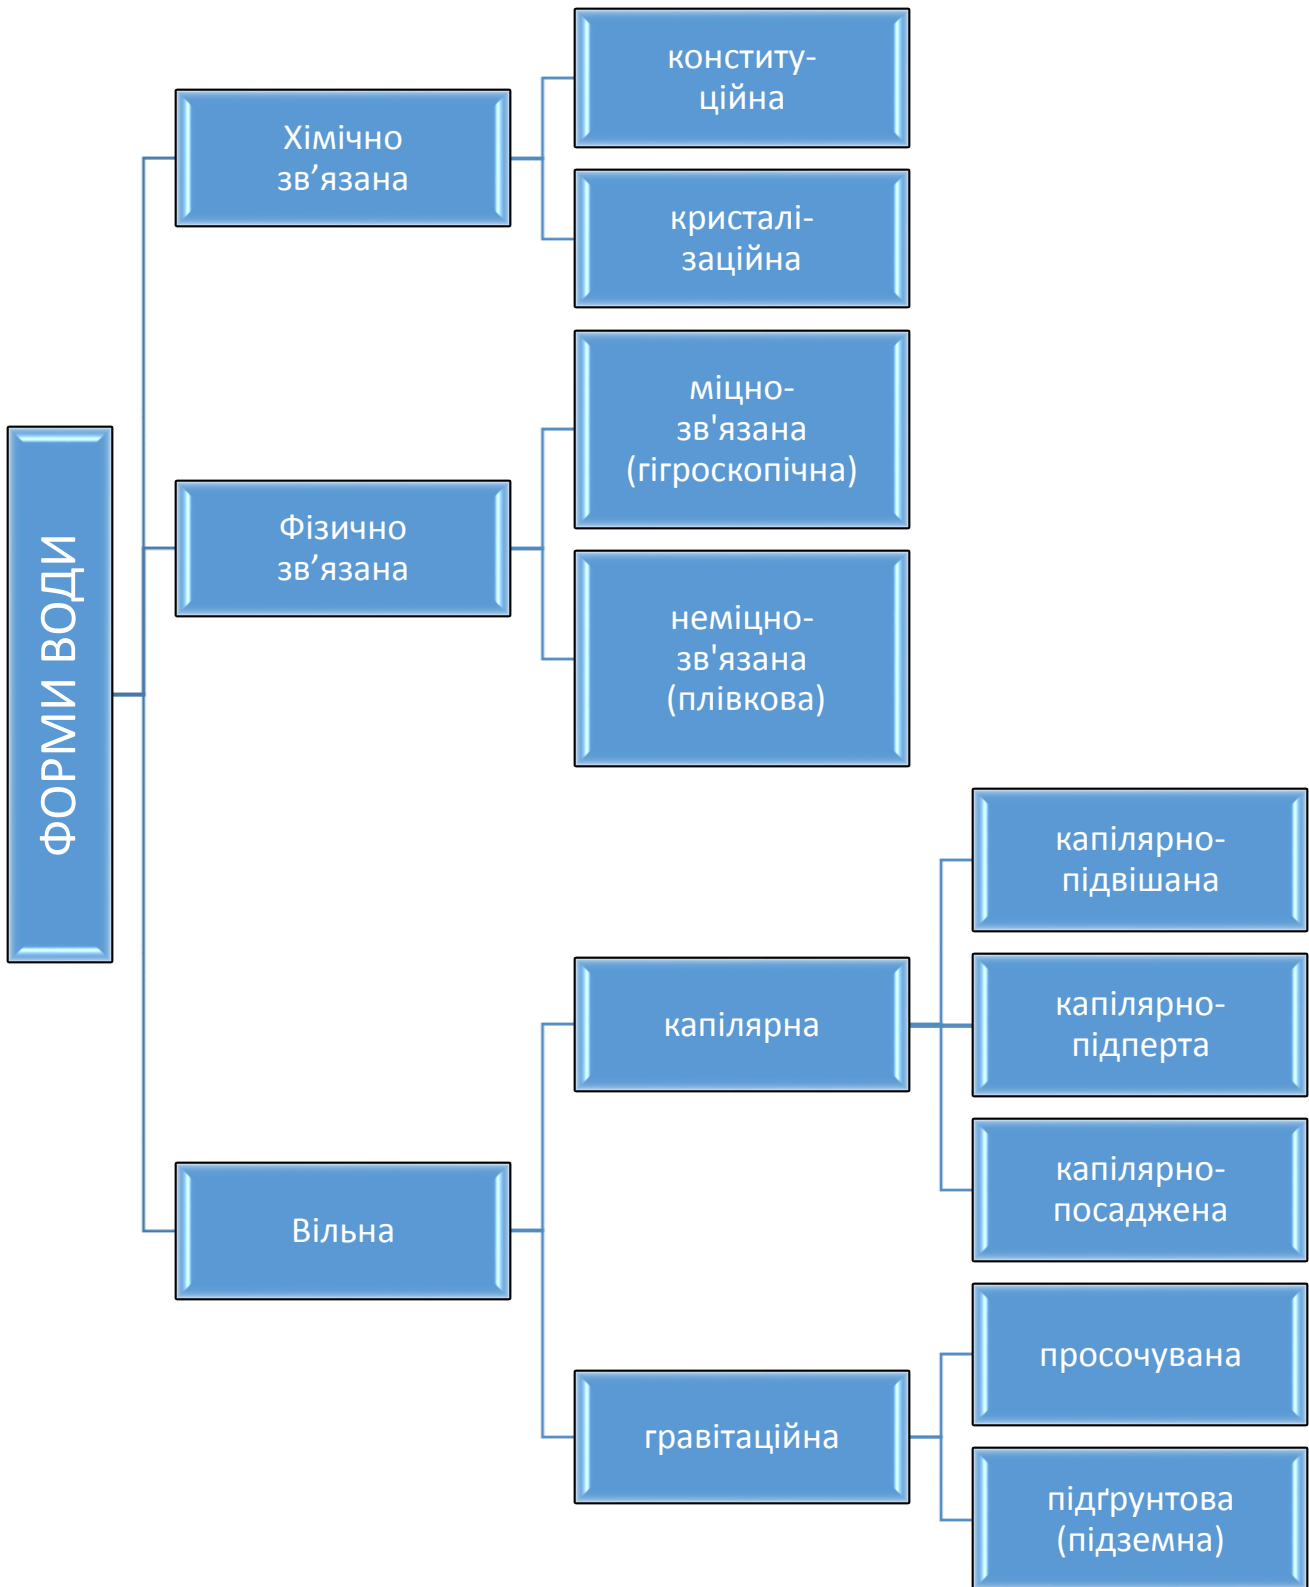 ФОРМИ ВОДИ
Хімічно
зв’язана
конститу-
ційна
кристалі-
заційна
Фізично
зв’язана
міцно-
зв'язана
(гігроскопічна)
неміцно-
зв'язана
(плівкова)
Вільна
капілярна
капілярно-
підвішана
капілярно-
підперта
капілярно-
посаджена
гравітаційна
просочувана
підґрунтова
(підземна)